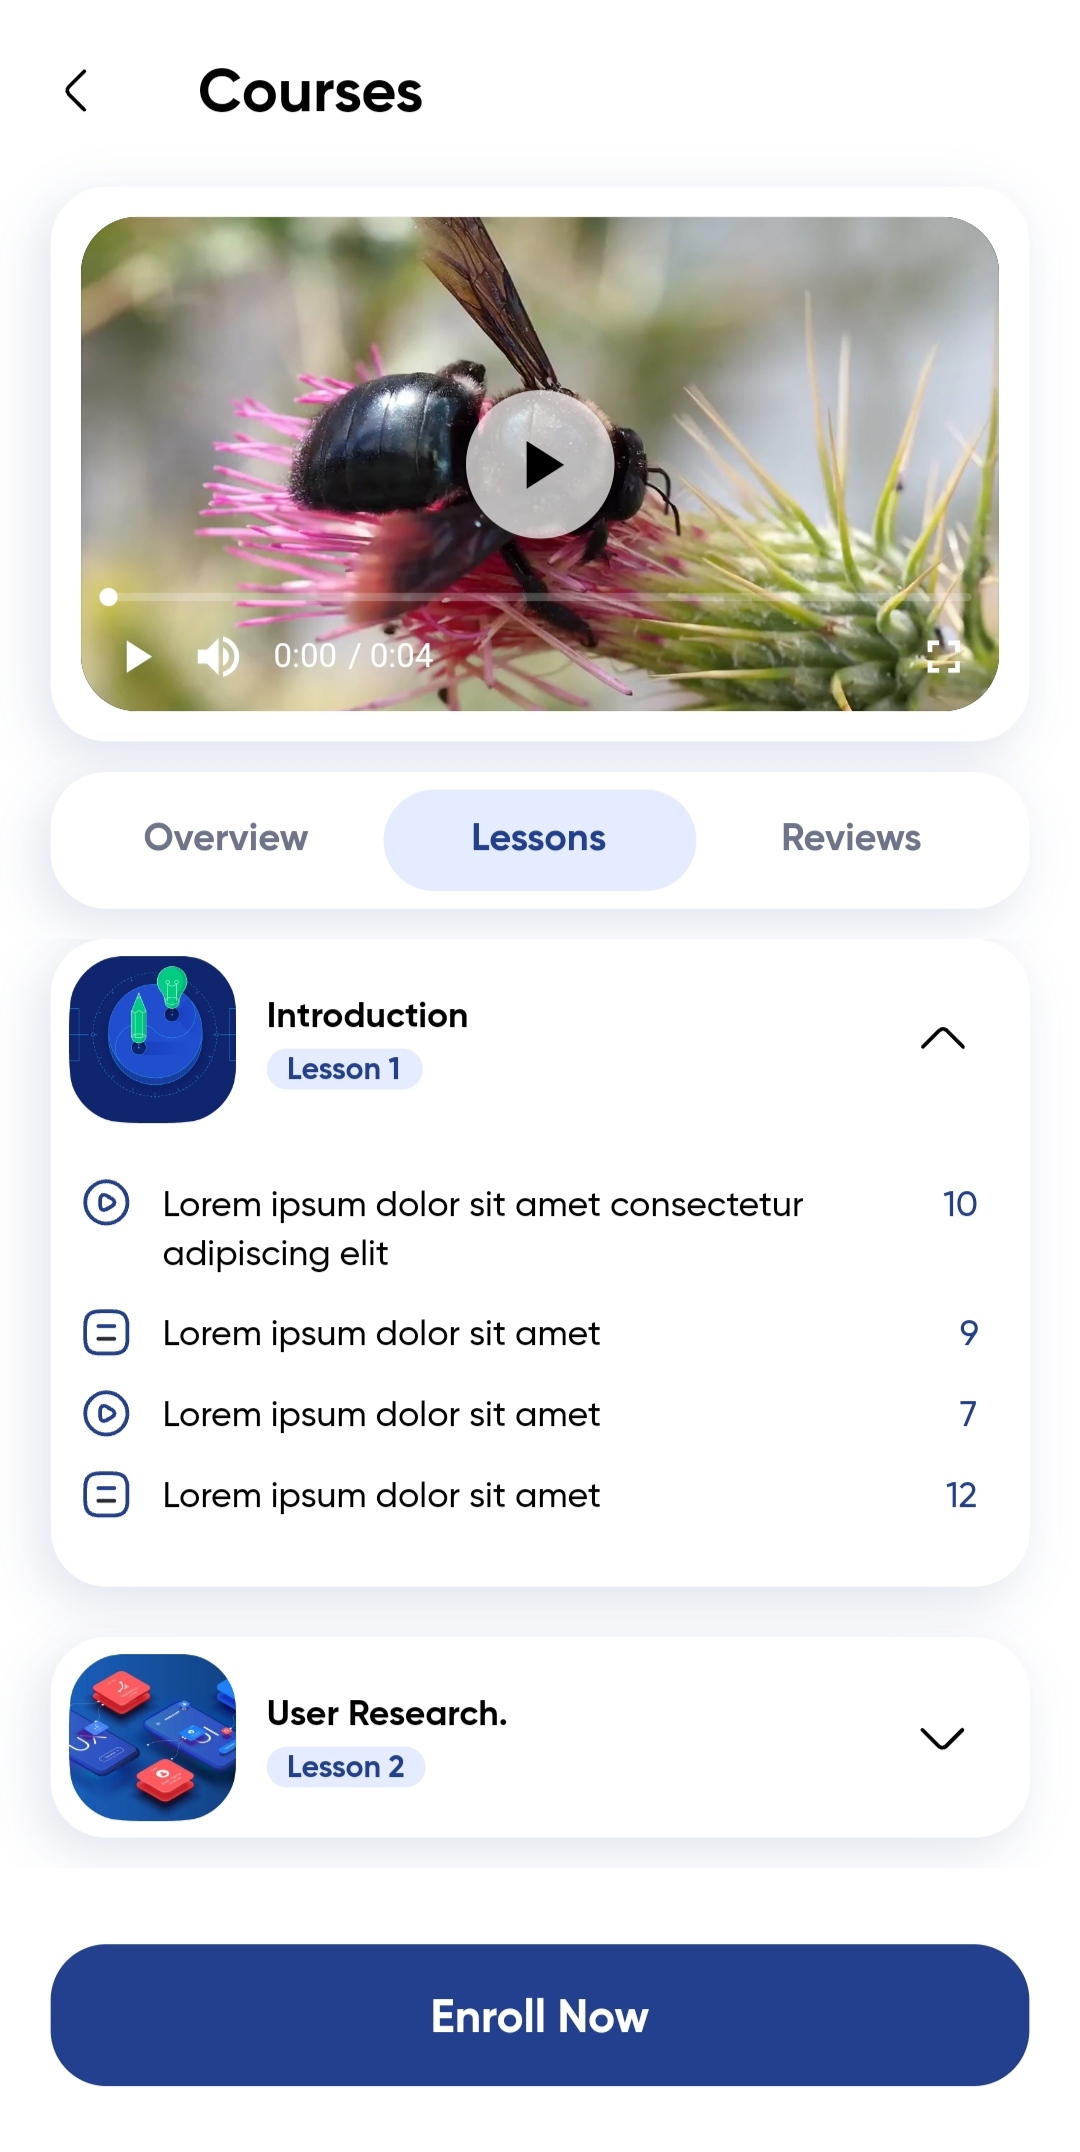 Courses
0:00 / 0:04
Overview Lessons Reviews
Introduction
Lesson 1
Lorem ipsum dolor sit amet consectetur 10
adipiscing elit
Lorem ipsum dolor sit amet 9
Lorem ipsum dolor sit amet 7
Lorem ipsum dolor sit amet 12
UX
UI
User Research.
Lesson 2
Enroll Now